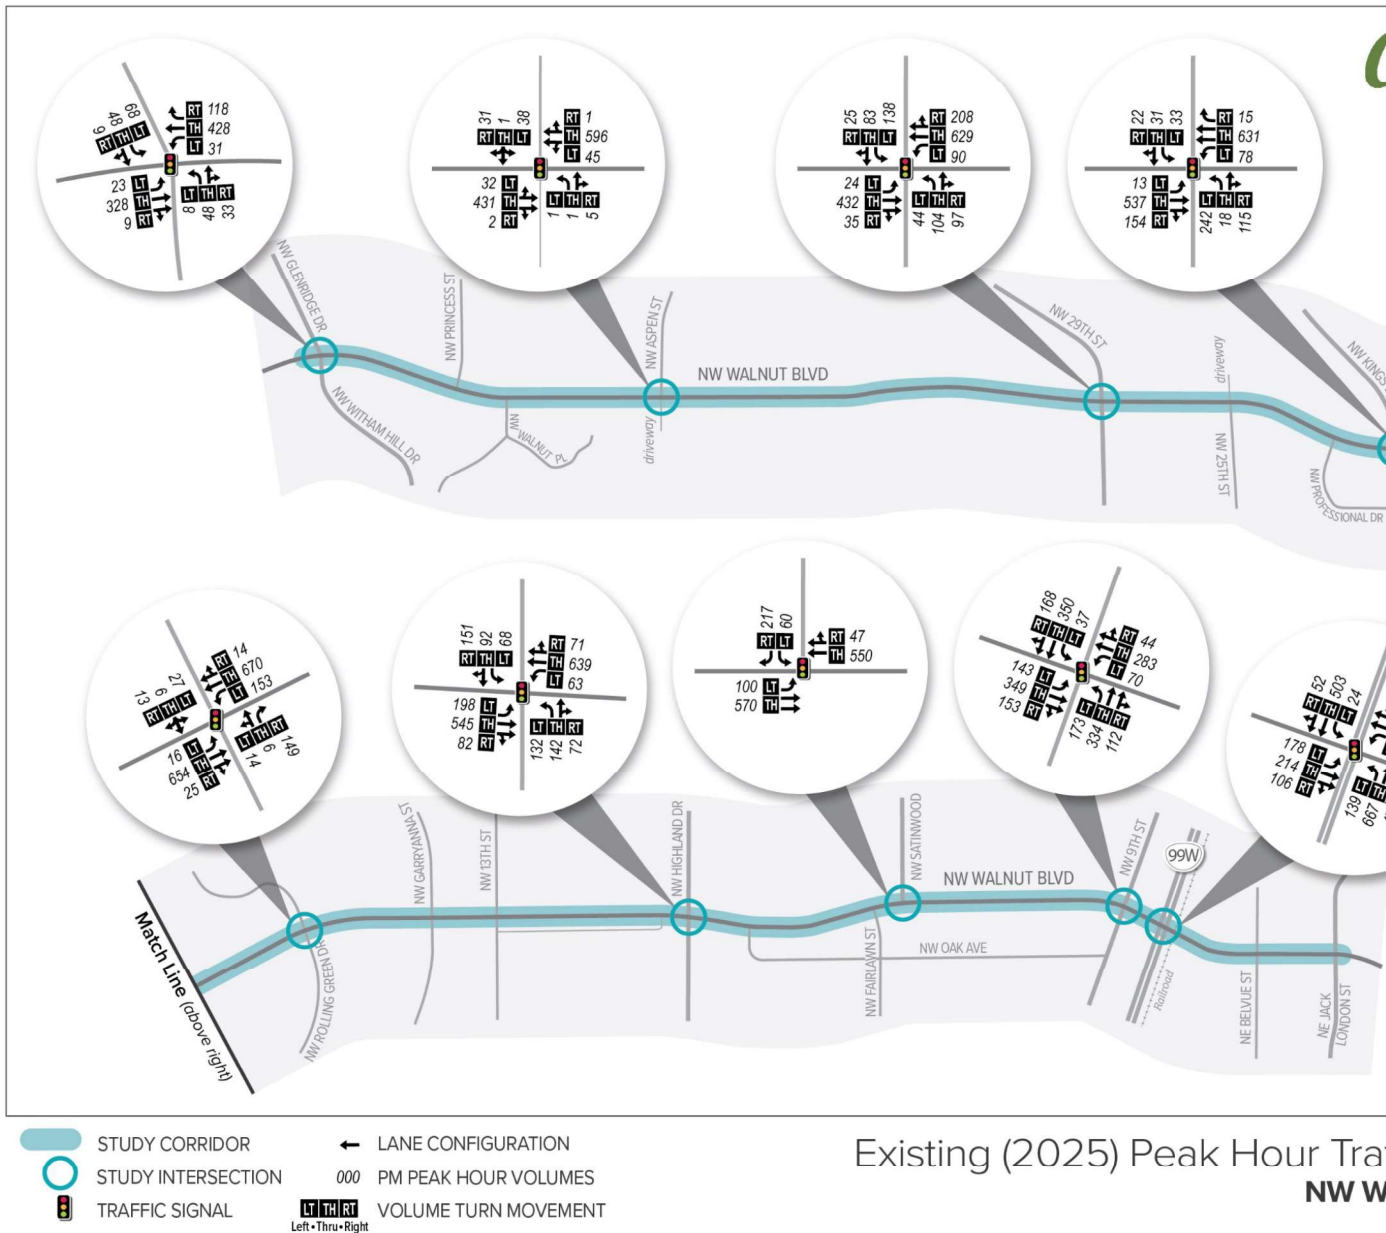 118
RT
428
TH
31
LT
68
48
9
RT TH LT
23 LT
328 TH
9 RT
LT TH RT
8
48
33
31
1
38
RT TH LT
RT 1
TH 596
LT 45
32 LT
431 TH
2 RT
LT TH RT
1
1
5
25
83
138
RT TH LT
RT 208
TH 629
LT 90
24 LT
432 TH
35 RT
LT TH RT
44
104
97
22
31
33
RT TH LT
RT 15
TH 631
LT 78
13 LT
537 TH
154 RT
LT TH RT
242
18
115
NW GLENRIDGE DR
NW WITHAM HILL DR
NW PRINCESS ST
NW WALNUT PL
NW ASPEN ST
driveway
NW WALNUT BLVD
NW 29TH ST
driveway
NW 25TH ST
NW KINGS
NW PROFESSIONAL DR
13
6
27
RT TH LT
RT 14
TH 670
LT 153
16 LT
654 TH
25 RT
LT TH RT
14
6
149
151
92
68
RT TH LT
RT 71
TH 639
LT 63
198 LT
545 TH
82 RT
LT TH RT
132
142
72
217
60
RT LT
RT 47
TH 550
100 LT
570 TH
168
350
37
RT TH LT
RT 44
TH 283
LT 70
143 LT
349 TH
153 RT
LT TH RT
173
334
112
52
503
24
RT TH LT
178 LT
214 TH
106 RT
LT TH
139
667
Match Line (above right)
NW ROLLING GREEN DR
NW GARRYANNA ST
NW 13TH ST
NW HIGHLAND DR
NW FAIRLAWN ST
NW SATINWOOD
NW WALNUT BLVD
NW OAK AVE
NW 9TH ST
99W
Railroad
NE BELVUE ST
NE JACK
LONDON ST
STUDY CORRIDOR
LANE CONFIGURATION
STUDY INTERSECTION
000 PM PEAK HOUR VOLUMES
TRAFFIC SIGNAL
LT TH RT VOLUME TURN MOVEMENT
Left•Thru•Right
Existing (2025) Peak Hour Tra
NW W